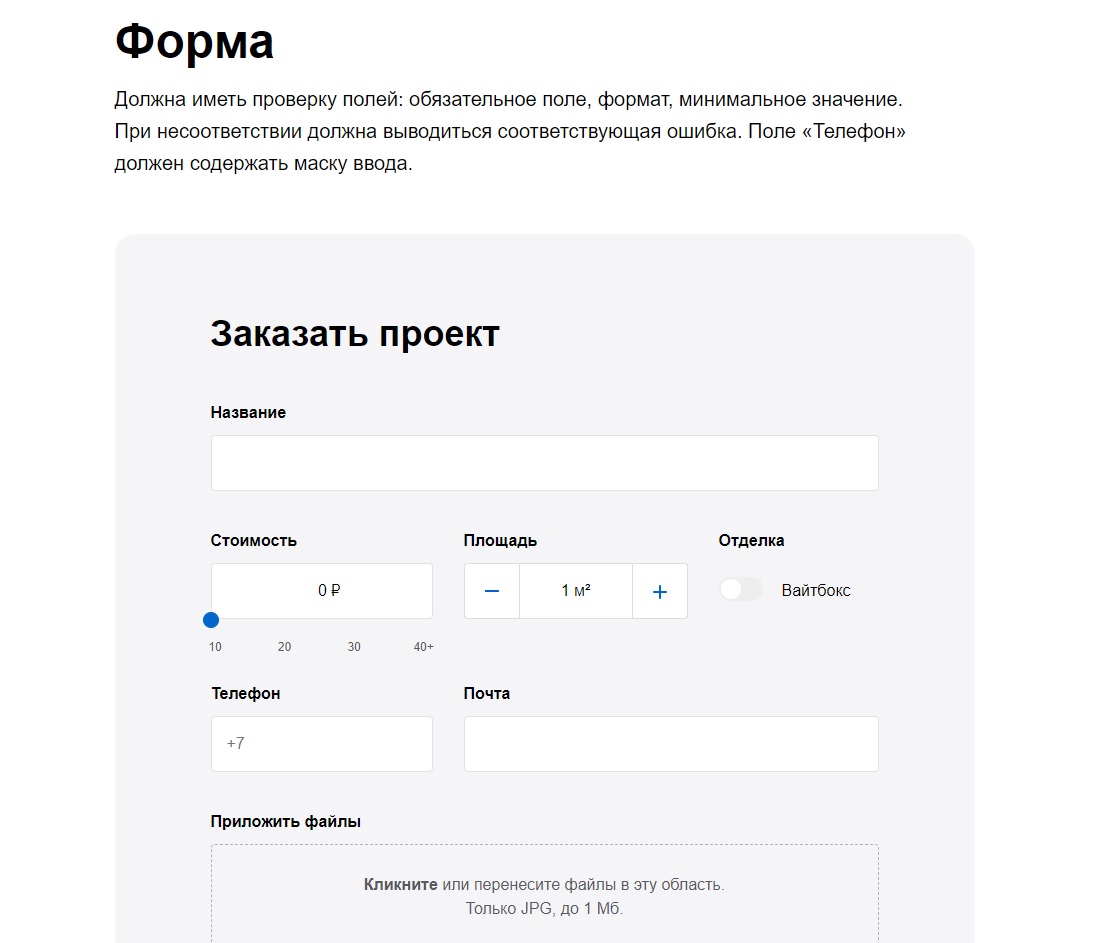 Форма
Должна иметь проверку полей: обязательное поле, формат, минимальное значение.
При несоответствии должна выводиться соответствующая ошибка. Поле «Телефон»
должен содержать маску ввода.
Заказать проект
Название
Стоимость Площадь Отделка
0 ₽ − 1 м² + Вайтбокс
10 20 30 40+
Телефон Почта
+7
Приложить файлы
Кликните или перенесите файлы в эту область.
Только JPG, до 1 Мб.